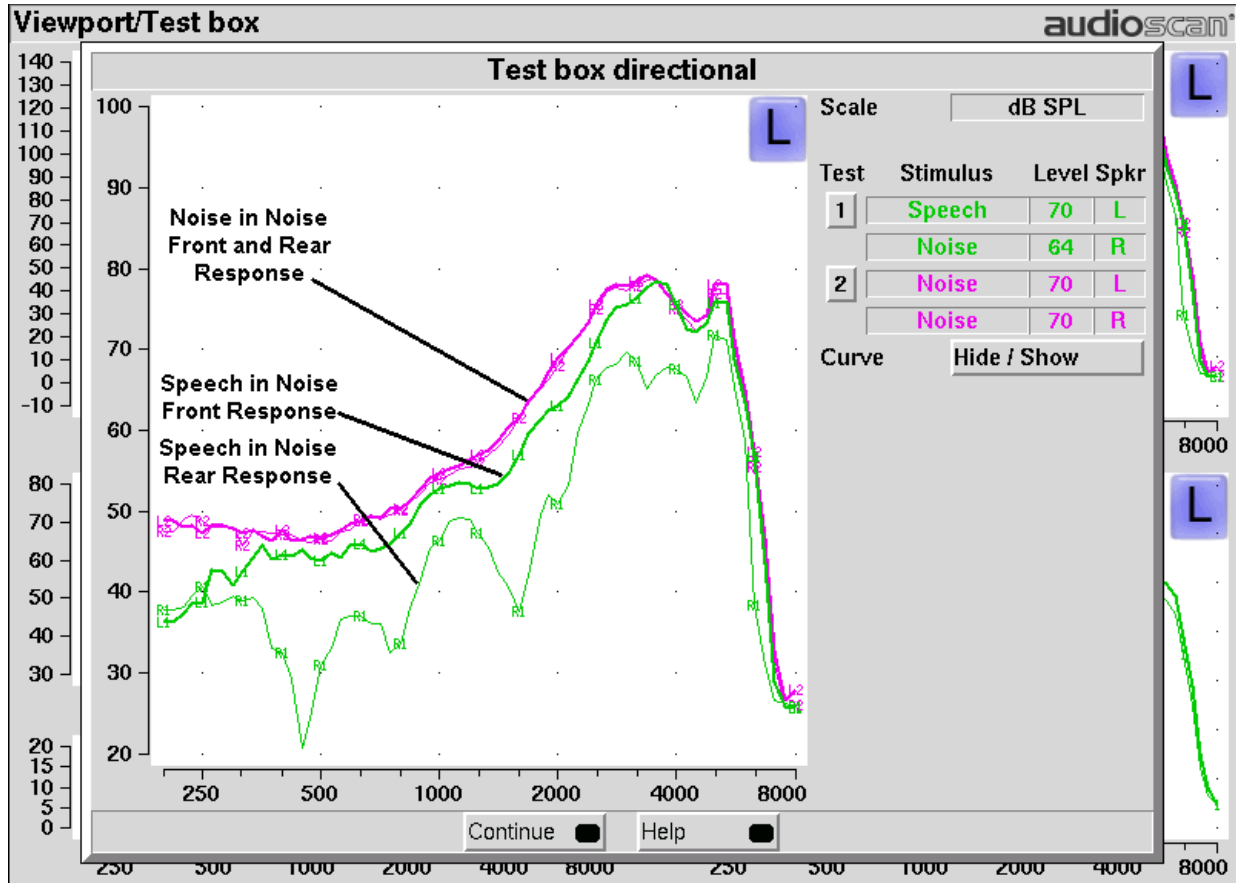 Viewport/Test box
audioscan®
Test box directional
140
130
120
110
100
90
80
70
60
50
40
30
20
10
0
-10
80
70
60
50
40
30
20
15
10
5
0
100
90
80
70
60
50
40
30
20
250 500 1000 2000 4000 8000
L
Noise in Noise
Front and Rear
Response
Speech in Noise
Front Response
Speech in Noise
Rear Response
Scale dB SPL
Test Stimulus Level Spkr
1 Speech 70 L
Noise 64 R
2 Noise 70 L
Noise 70 R
Curve Hide / Show
Continue Help
L
8000
L
250 500 1000 2000 4000 8000 250 500 1000 2000 4000 8000